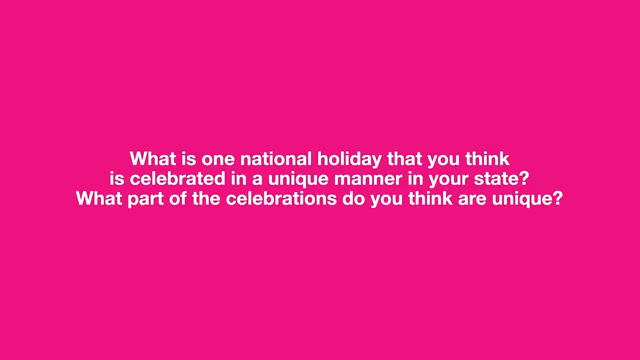 What is one national holiday that you think
is celebrated in a unique manner in your state?
What part of the celebrations do you think are unique?